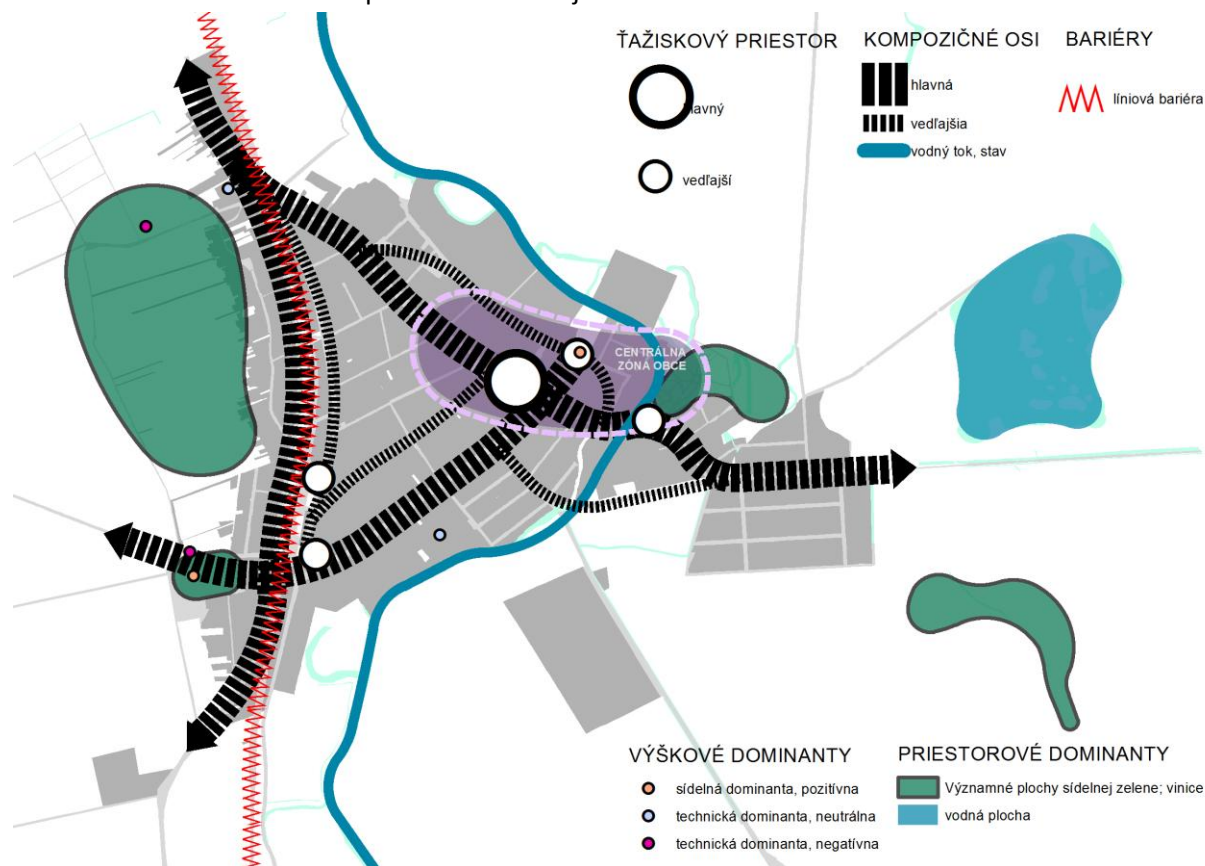 ŤAŽISKOVÝ PRIESTOR
hlavný
vedľajší
KOMPOZIČNÉ OSI
hlavná
vedľajšia
vodný tok, stav
BARIÉRY
líniová bariéra
CENTRÁLNA
ZÓNA OBCE
VÝŠKOVÉ DOMINANTY
sídelná dominanta, pozitívna
technická dominanta, neutrálna
technická dominanta, negatívna
PRIESTOROVÉ DOMINANTY
Významné plochy sídelnej zelene; vinice
vodná plocha